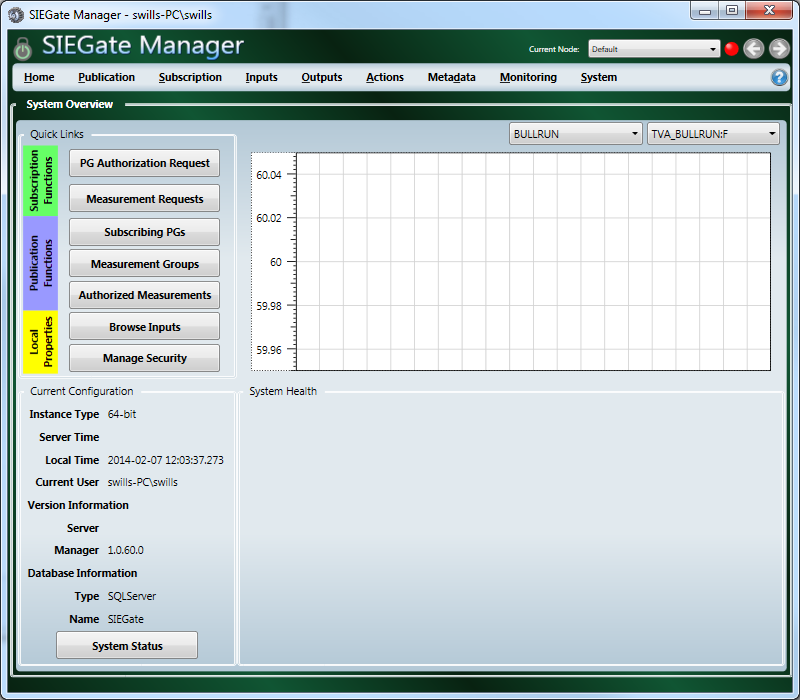 SIEGate Manager - swills-PC\swills
SIEGate Manager
Current Node: Default
Home Publication Subscription Inputs Outputs Actions Metadata Monitoring System
System Overview
Quick Links
BULLRUN TVA_BULLRUN:F
Subscription
Functions
PG Authorization Request
Measurement Requests
Publication
Functions
Subscribing PGs
Measurement Groups
Authorized Measurements
Local
Properties
Browse Inputs
Manage Security
60.04
60.02
60
59.98
59.96
Current Configuration
Instance Type 64-bit
Server Time
Local Time 2014-02-07 12:03:37.273
Current User swills-PC\swills
Version Information
Server
Manager 1.0.60.0
Database Information
Type SQLServer
Name SIEGate
System Status
System Health